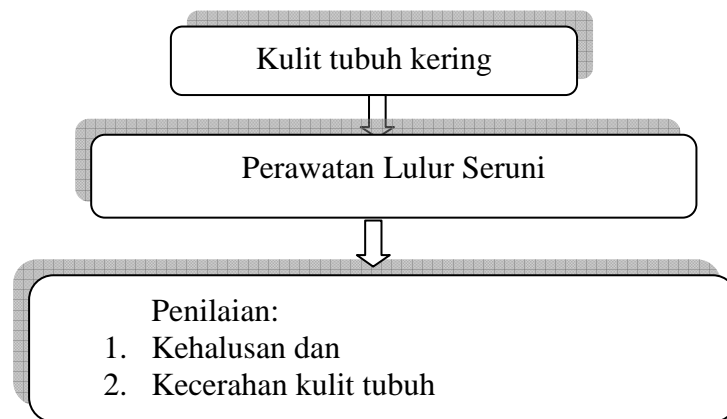 Kulit tubuh kering
Perawatan Lulur Seruni
Penilaian:
1. Kehalusan dan
2. Kecerahan kulit tubuh